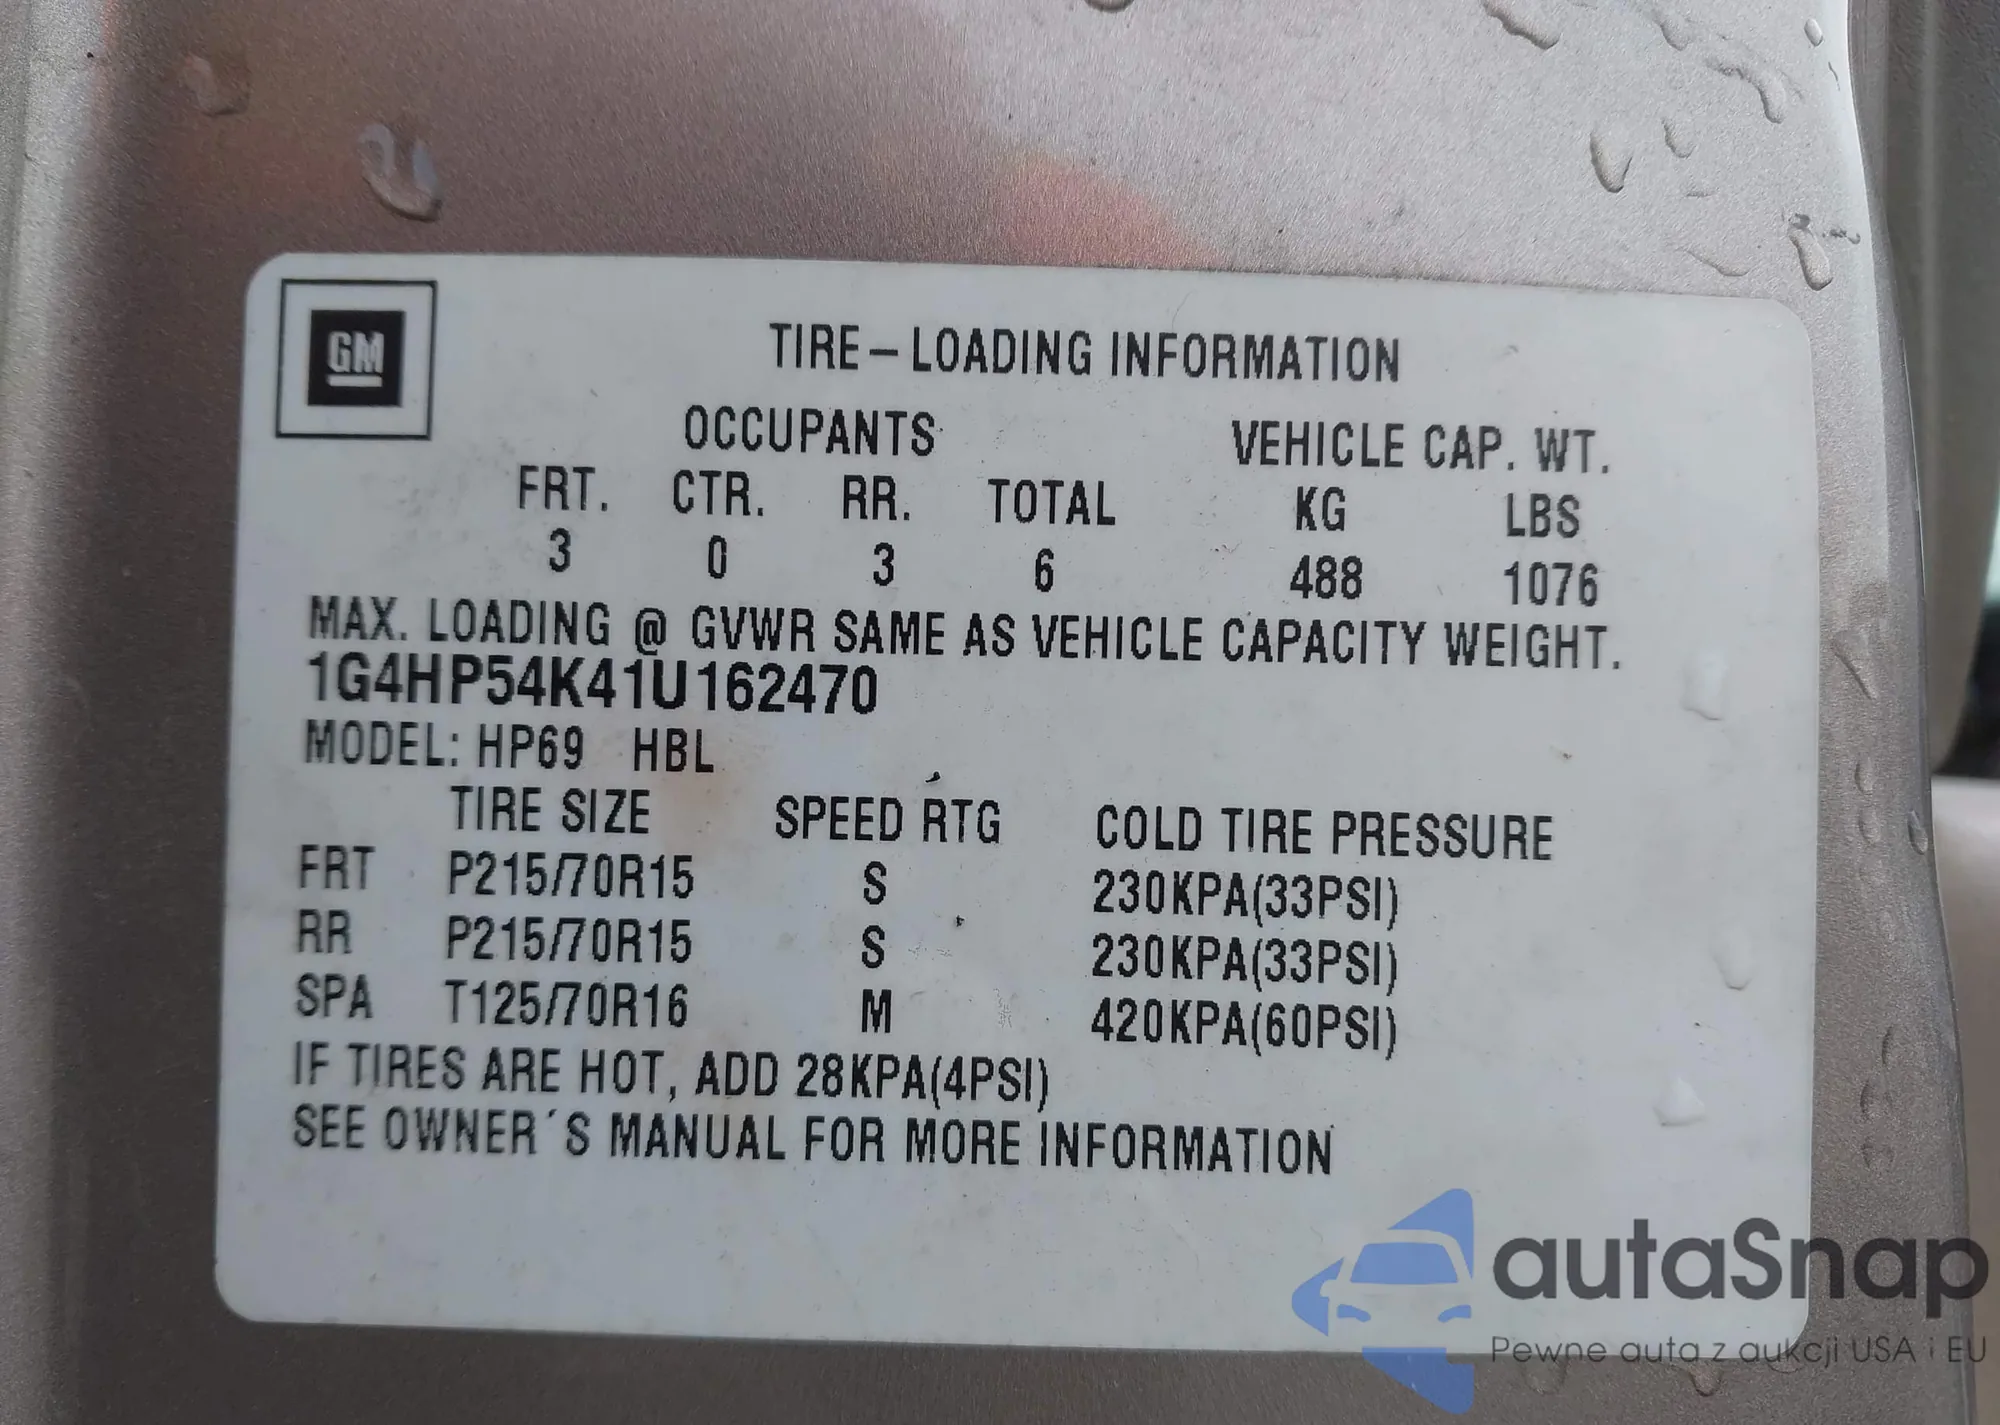 GM
TIRE – LOADING INFORMATION
OCCUPANTS VEHICLE CAP. WT.
FRT. CTR. RR. TOTAL KG LBS
3 0 3 6 488 1076
MAX. LOADING @ GVWR SAME AS VEHICLE CAPACITY WEIGHT.
1G4HP54K41U162470
MODEL: HP69 HBL
TIRE SIZE SPEED RTG COLD TIRE PRESSURE
FRT P215/70R15 S 230KPA(33PSI)
RR P215/70R15 S 230KPA(33PSI)
SPA T125/70R16 M 420KPA(60PSI)
IF TIRES ARE HOT, ADD 28KPA(4PSI)
SEE OWNER´S MANUAL FOR MORE INFORMATION
autaSnap
Pewne auta z aukcji USA i EU